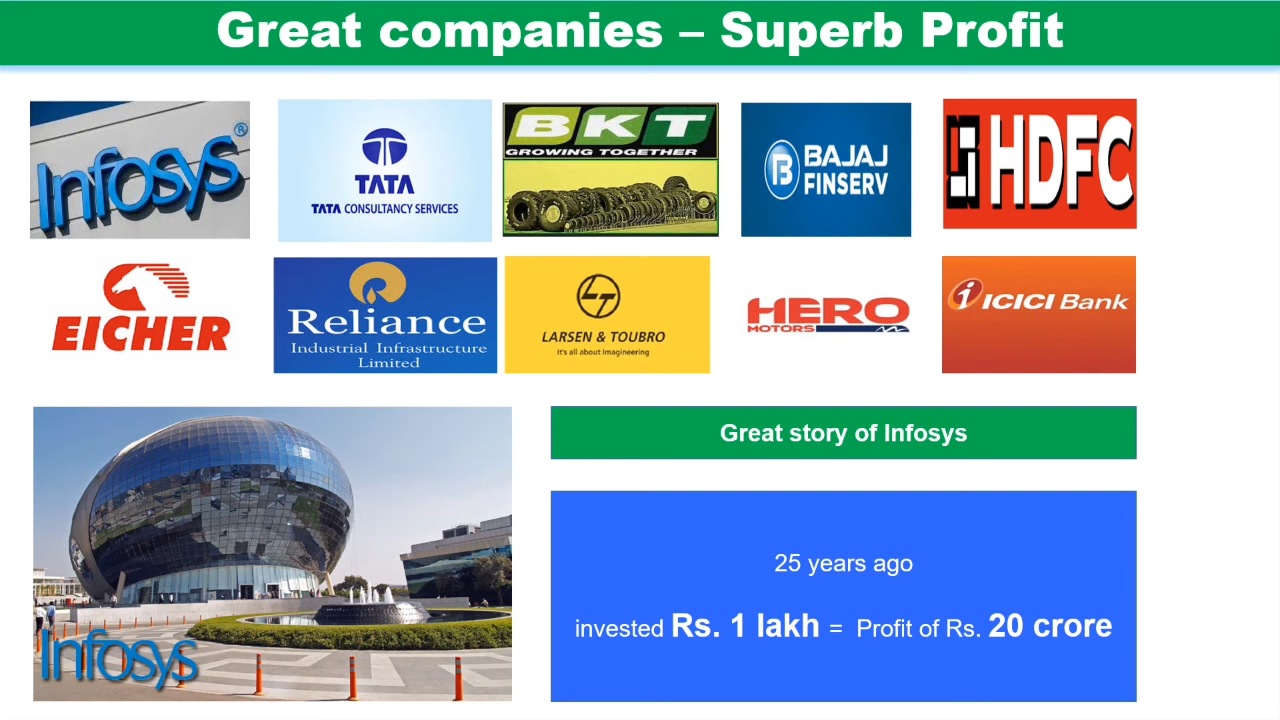 Great companies – Superb Profit
Infosys®
TATA
TATA CONSULTANCY SERVICES
BKT
GROWING TOGETHER
B BAJAJ
FINSERV
HDFC
EICHER
Reliance
Industrial Infrastructure
Limited
LT
LARSEN & TOUBRO
It's all about Imagineering
HERO
MOTORS
i ICICI Bank
Great story of Infosys
25 years ago
invested Rs. 1 lakh = Profit of Rs. 20 crore
Infosys